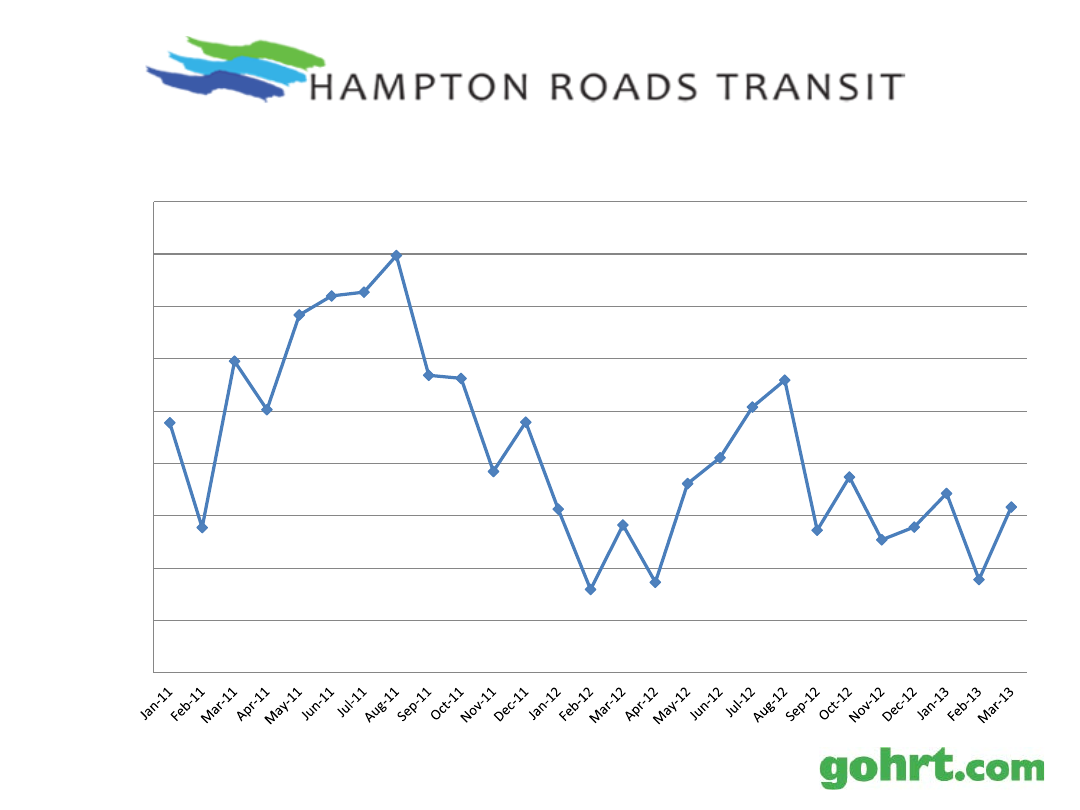 HAMPTON ROADS TRANSIT
Jan-11
Feb-11
Mar-11
Apr-11
May-11
Jun-11
Jul-11
Aug-11
Sep-11
Oct-11
Nov-11
Dec-11
Jan-12
Feb-12
Mar-12
Apr-12
May-12
Jun-12
Jul-12
Aug-12
Sep-12
Oct-12
Nov-12
Dec-12
Jan-13
Feb-13
Mar-13
gohrt.com